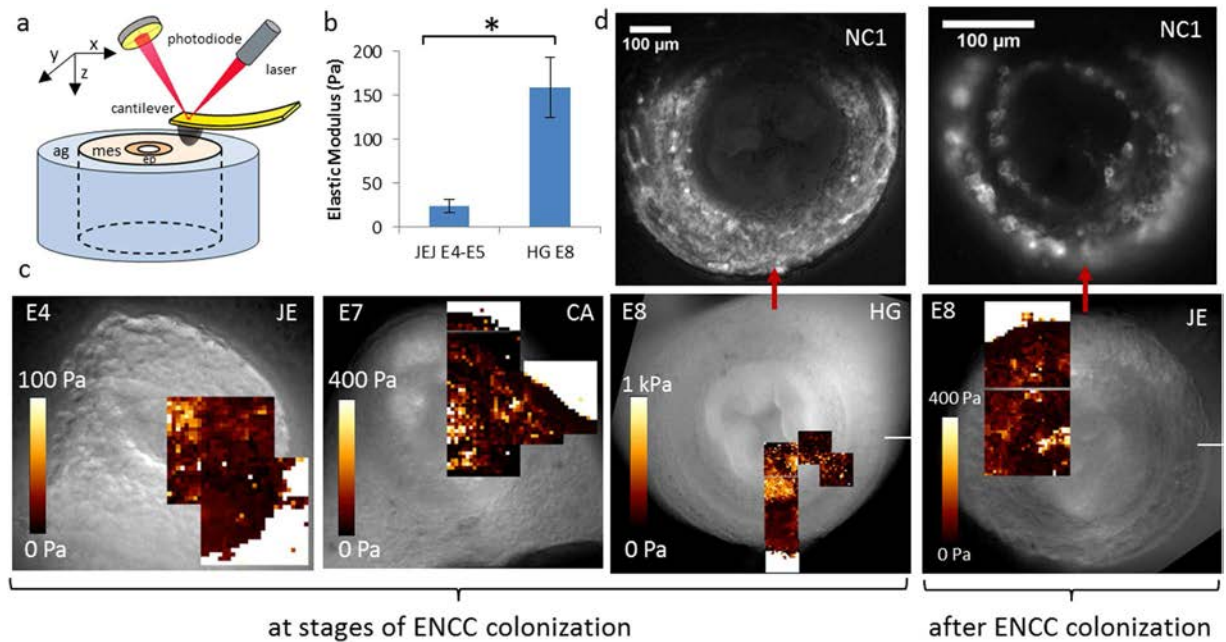 a
y
x
z
photodiode
laser
cantilever
ag
mes
ep
b
*
Elastic Modulus (Pa)
200
150
100
50
0
JEJ E4-E5
HG E8
d
100 µm
NC1
100 µm
NC1
c
E4
JE
100 Pa
0 Pa
E7
CA
400 Pa
0 Pa
E8
HG
1 kPa
0 Pa
E8
JE
400 Pa
0 Pa
at stages of ENCC colonization
after ENCC colonization